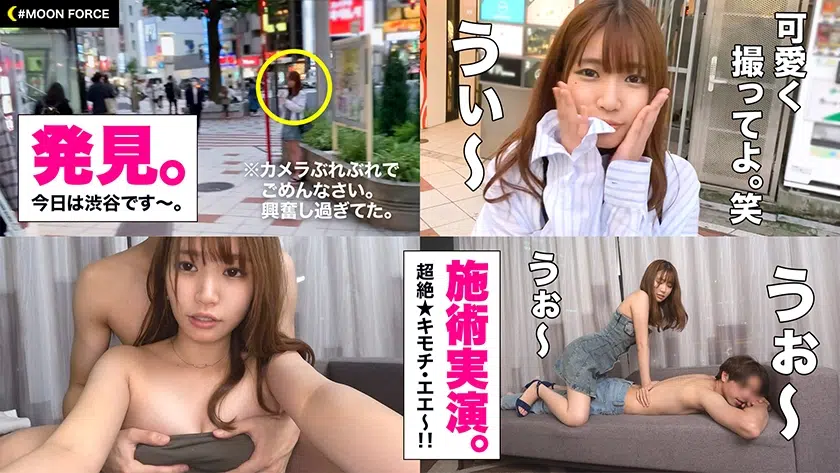 #MOON FORCE
発見。
今日は渋谷です〜。
※カメラぶれぶれで
ごめんなさい。
興奮し過ぎてた。
うい〜
可愛く
撮ってよ。笑
施術実演。
超絶★キモチ・エエ〜!!
うぉ〜
うぉ〜